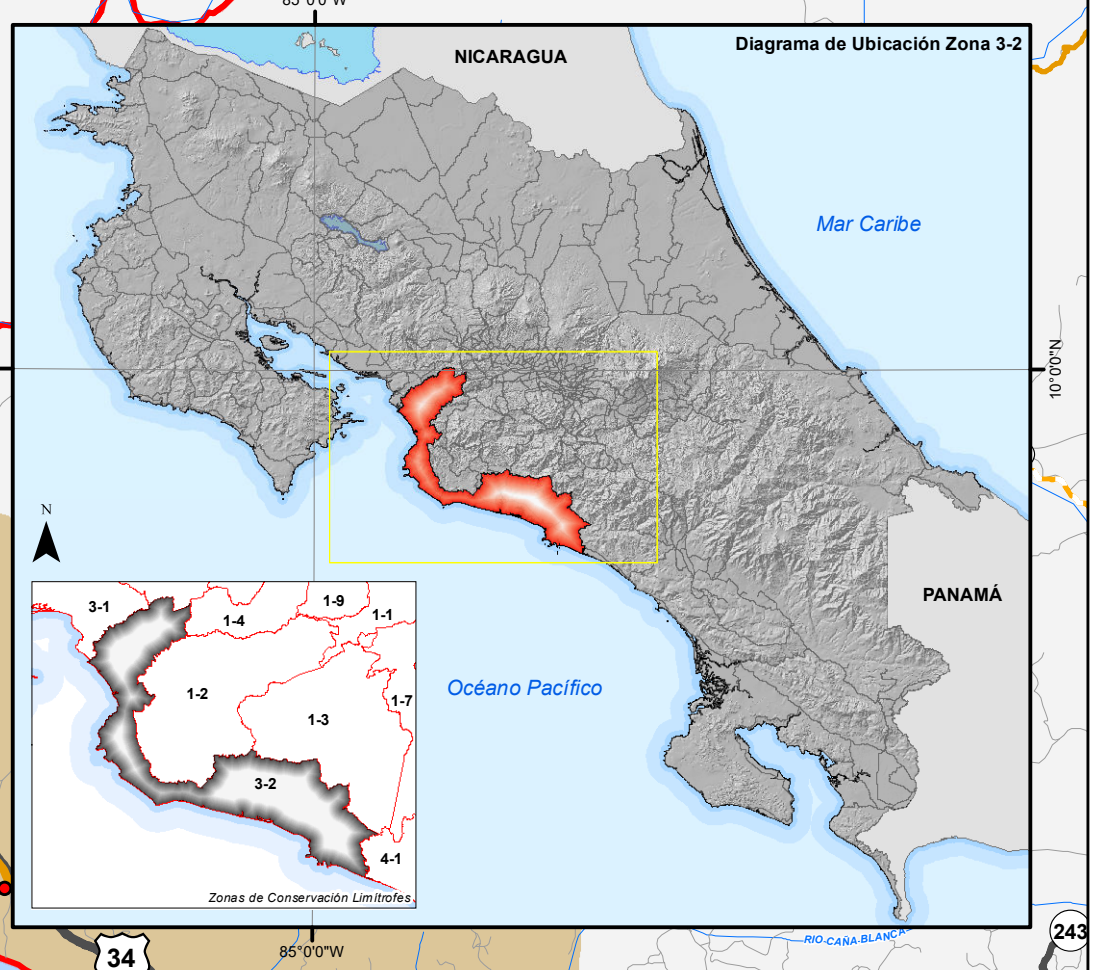 85°0'0"W
Diagrama de Ubicación Zona 3-2
NICARAGUA
Mar Caribe
10°0'0"N
N
PANAMÁ
Océano Pacífico
3-1
1-4
1-9
1-1
1-2
1-3
1-7
3-2
4-1
Zonas de Conservación Limítrofes
34
85°0'0"W
RIO-CAÑA-BLANCA
243